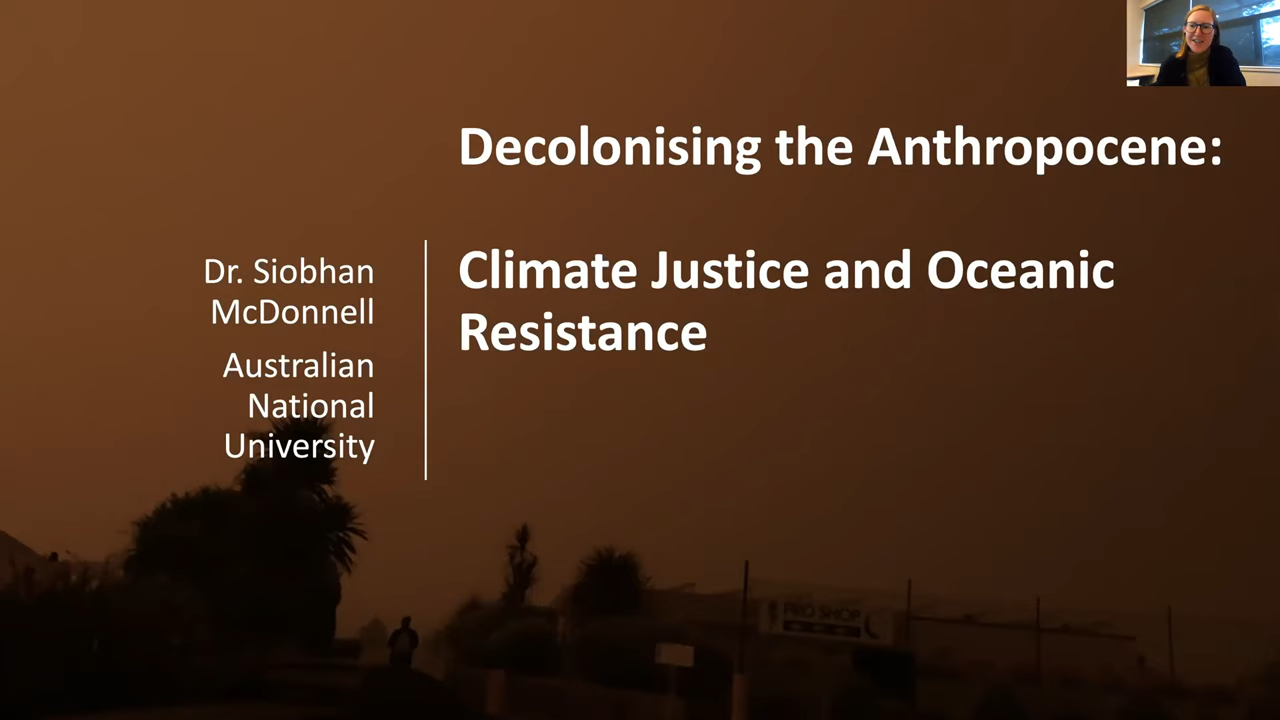 Decolonising the Anthropocene:
Climate Justice and Oceanic
Resistance
Dr. Siobhan
McDonnell
Australian
National
University
PRO SHOP